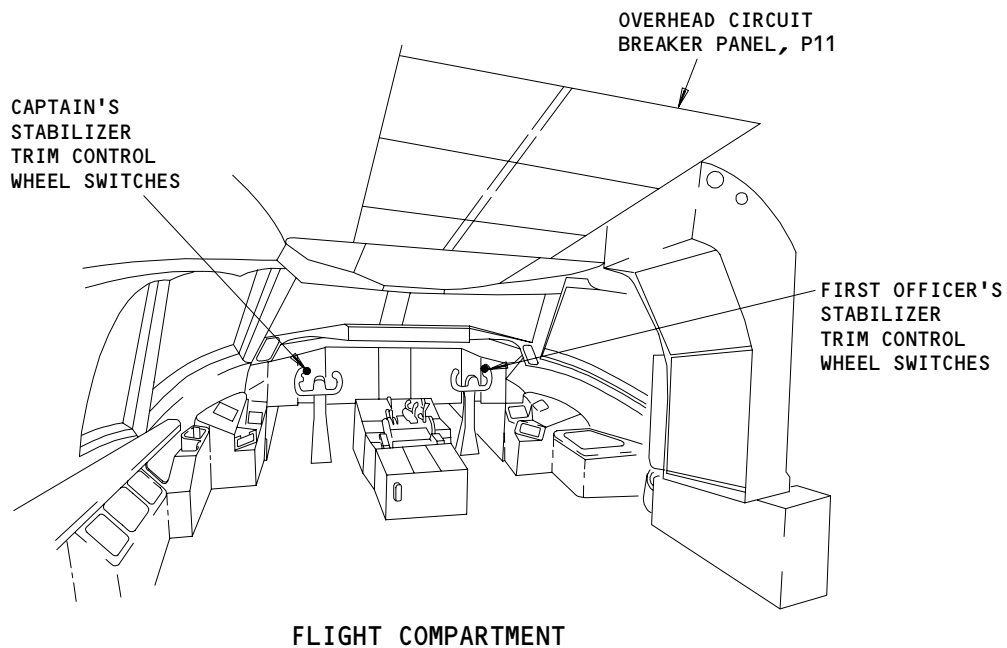 OVERHEAD CIRCUIT
BREAKER PANEL, P11
CAPTAIN'S
STABILIZER
TRIM CONTROL
WHEEL SWITCHES
FIRST OFFICER'S
STABILIZER
TRIM CONTROL
WHEEL SWITCHES
FLIGHT COMPARTMENT